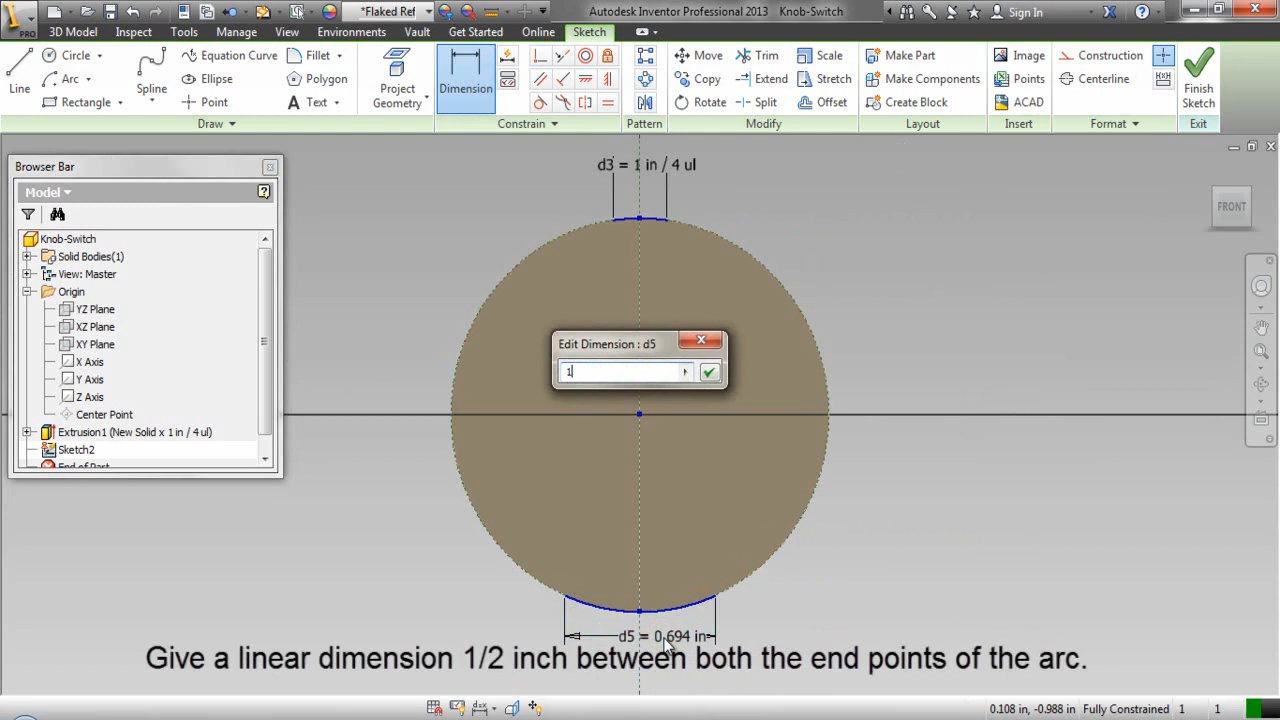 *Flaked Ref
Autodesk Inventor Professional 2013 Knob-Switch
Sign In
PRO
3D Model Inspect Tools Manage View Environments Vault Get Started Online Sketch
Line
Circle
Arc
Rectangle
Spline
Equation Curve
Ellipse
Point
Fillet
Polygon
Text
Project
Geometry
Dimension
Move
Copy
Rotate
Trim
Extend
Split
Scale
Stretch
Offset
Make Part
Make Components
Create Block
Image
Points
ACAD
Construction
Centerline
Finish
Sketch
Draw Constrain Pattern Modify Layout Insert Format Exit
Browser Bar
Model
Knob-Switch
Solid Bodies(1)
View: Master
Origin
YZ Plane
XZ Plane
XY Plane
X Axis
Y Axis
Z Axis
Center Point
Extrusion1 (New Solid x 1 in / 4 ul)
Sketch2
End of Part
d3 = 1 in / 4 ul
FRONT
Edit Dimension : d5
1
d5 = 0.694 in
Give a linear dimension 1/2 inch between both the end points of the arc.
0.108 in, -0.988 in Fully Constrained 1 1